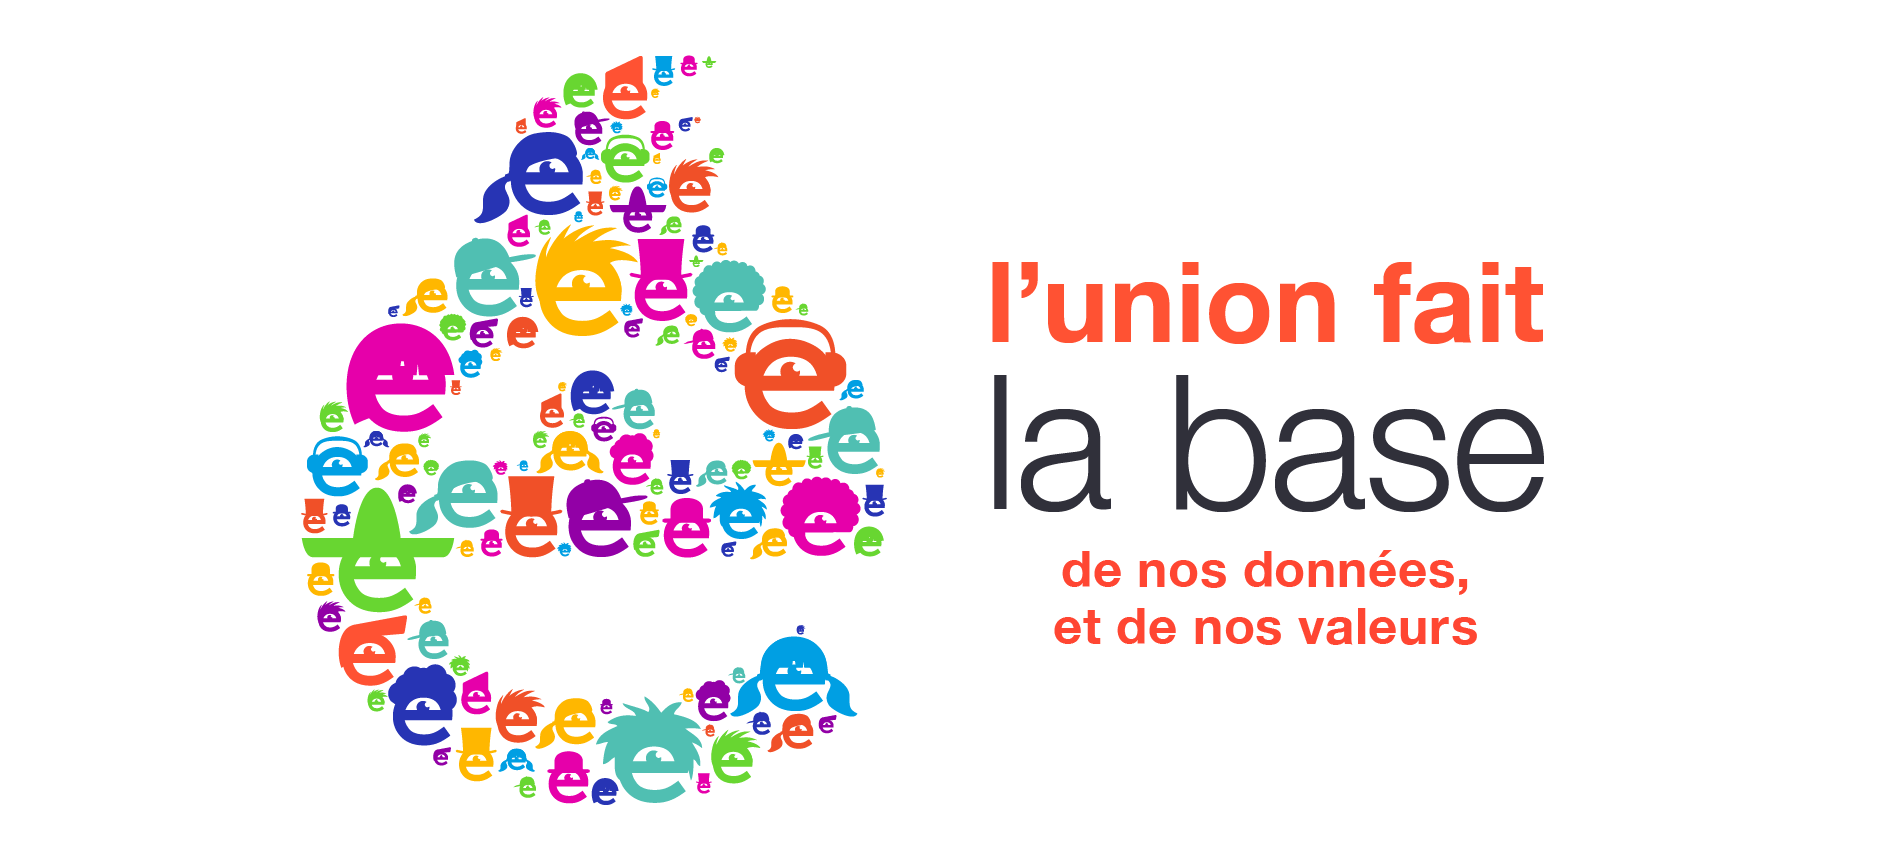 l’union fait
la base
de nos données,
et de nos valeurs